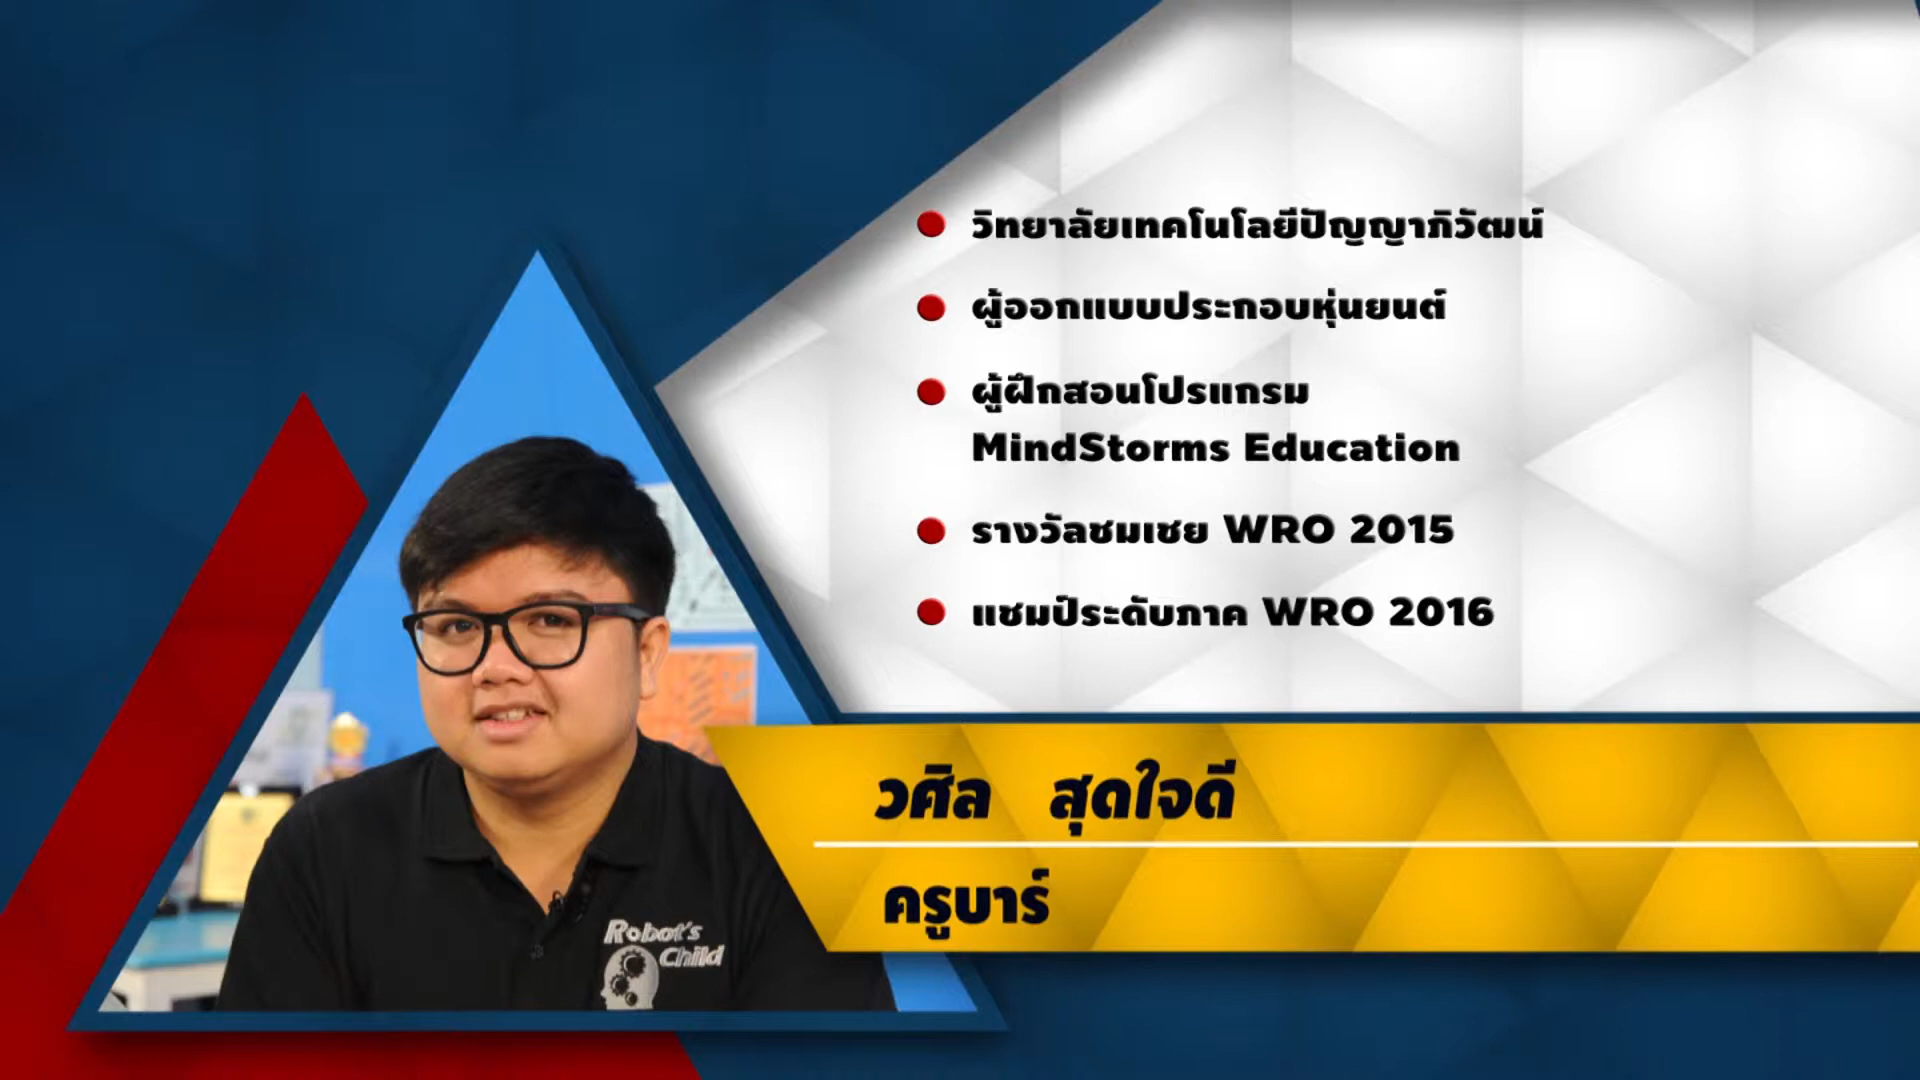 วิทยาลัยเทคโนโลยีปัญญาภิวัฒน์
ผู้ออกแบบประกอบหุ่นยนต์
ผู้ฝึกสอนโปรแกรม
MindStorms Education
รางวัลชมเชย WRO 2015
แชมป์ระดับภาค WRO 2016
วศิล สุดใจดี
ครูบาร์
Robot's
Child